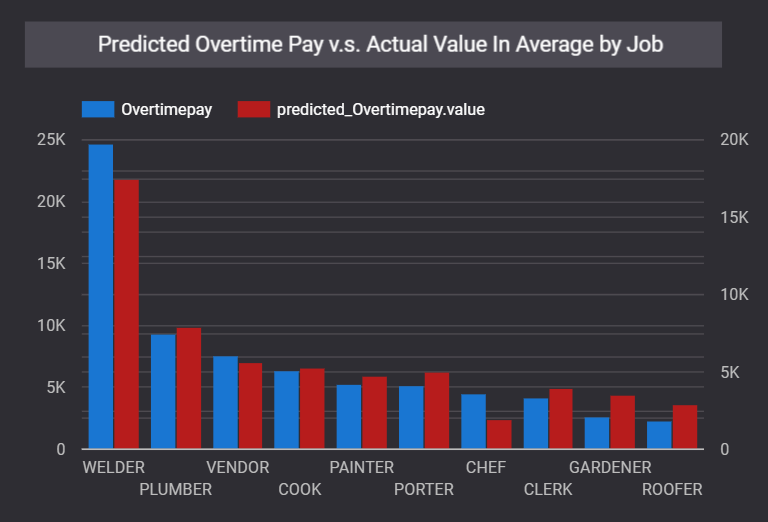 Predicted Overtime Pay v.s. Actual Value In Average by Job
Overtimepay predicted_Overtimepay.value
25K 20K
20K
15K
15K
10K
10K
5K
5K
0 0
WELDER VENDOR PAINTER CHEF GARDENER
PLUMBER COOK PORTER CLERK ROOFER